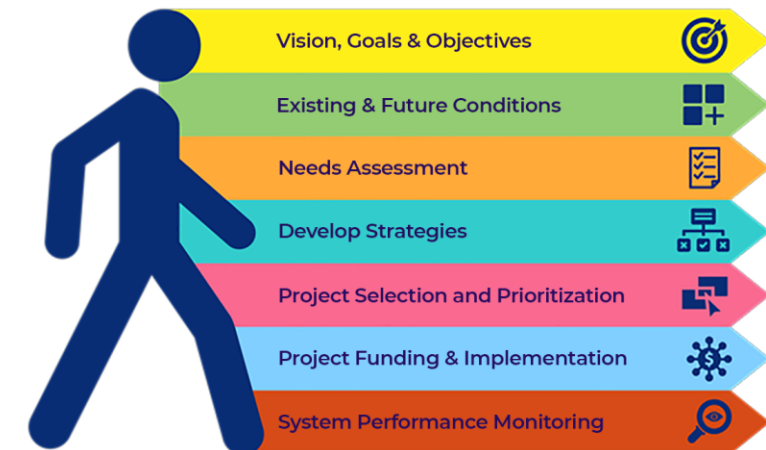 Vision, Goals & Objectives
Existing & Future Conditions
Needs Assessment
Develop Strategies
Project Selection and Prioritization
Project Funding & Implementation
$
System Performance Monitoring